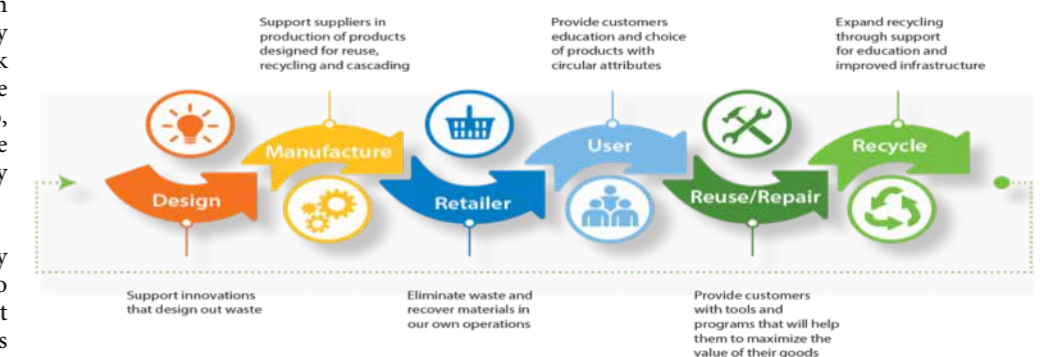 Support suppliers in
production of products
designed for reuse,
recycling and cascading
Provide customers
education and choice
of products with
circular attributes
Expand recycling
through support
for education and
improved infrastructure
Design
Manufacture
Retailer
User
Reuse/Repair
Recycle
Support innovations
that design out waste
Eliminate waste and
recover materials in
our own operations
Provide customers
with tools and
programs that will help
them to maximize the
value of their goods